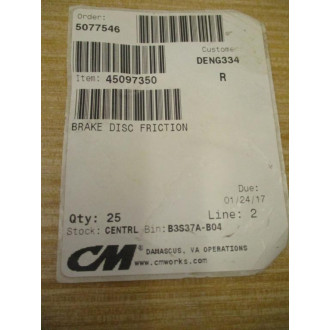 Order:
5077546
Customer
DENG334
Item: 45097350
R
BRAKE DISC FRICTION
Due:
01/24/17
Qty: 25
Line: 2
Stock: CENTRL Bin: B3S37A-B04
CM
DAMASCUS, VA OPERATIONS
www.cmworks.com